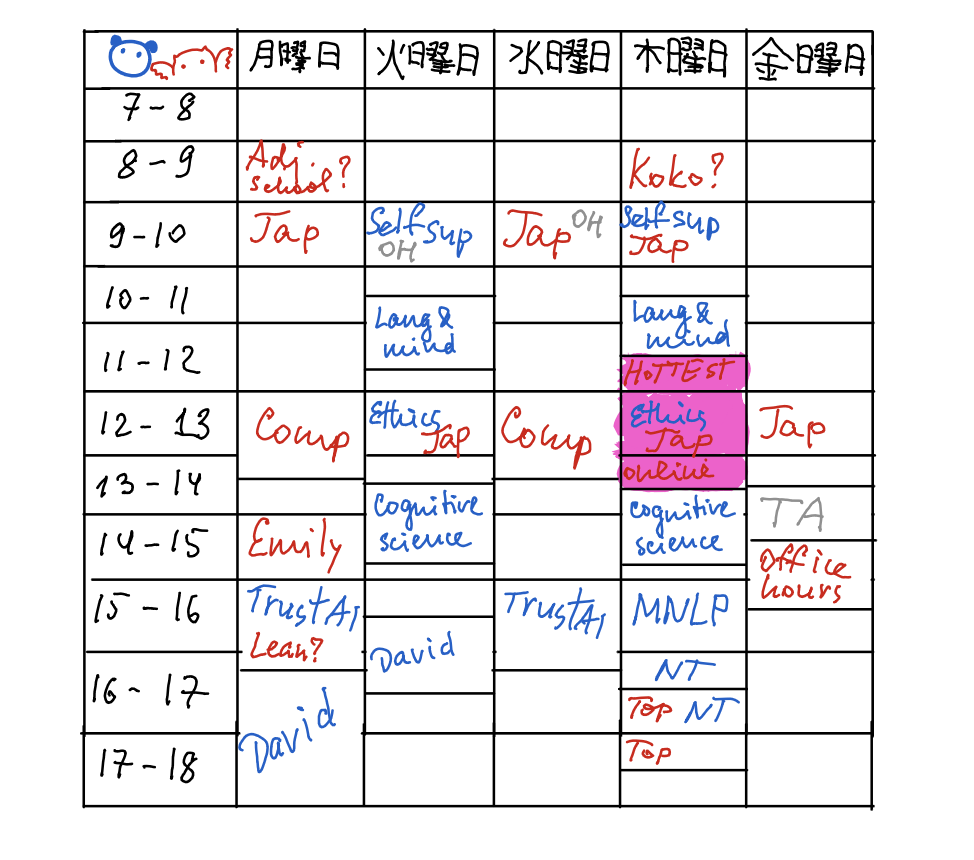 月曜日 火曜日 水曜日 木曜日 金曜日
7-8
8-9 Adj. school? Koko?
9-10 Jap Self sup OH Jap OH Self sup Jap
10-11 Lang & mind Lang & mind
11-12 HoTTEST
12-13 Comp Ethics Jap Comp Ethics Jap Jap
13-14 online
Cognitive science cognitive science TA
14-15 Emily Office hours
15-16 TrustAI Lean? TrustAI MNLP
David
16-17 NT
Top NT
17-18 David Top